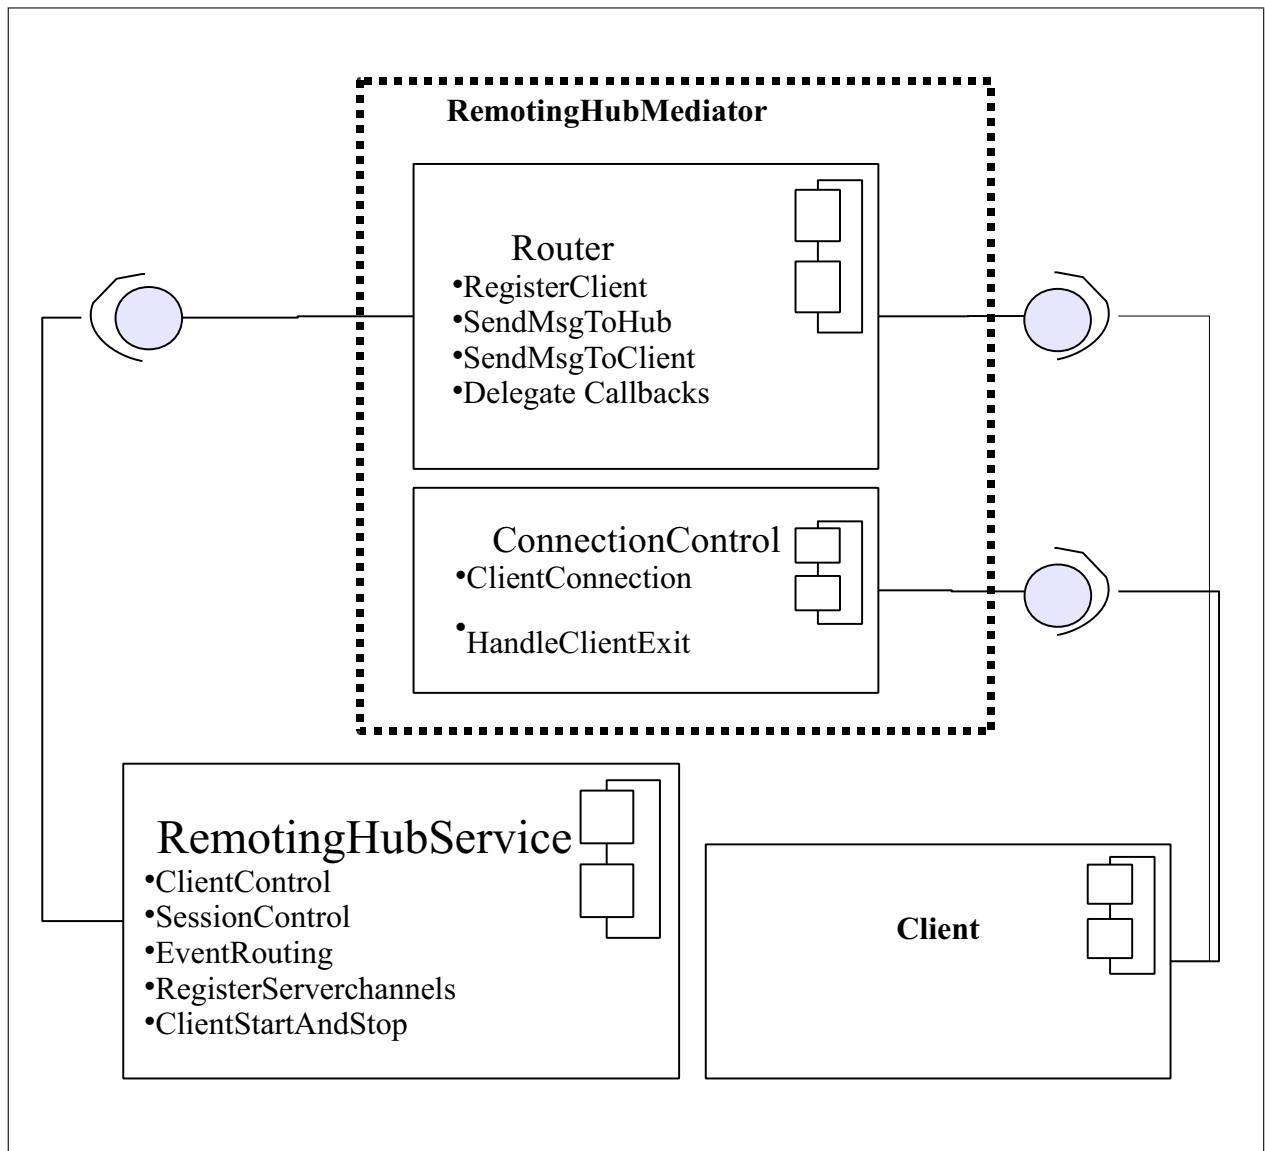 RemotingHubMediator
Router
•RegisterClient
•SendMsgToHub
•SendMsgToClient
•Delegate Callbacks
ConnectionControl
•ClientConnection
•HandleClientExit
RemotingHubService
•ClientControl
•SessionControl
•EventRouting
•RegisterServerchannels
•ClientStartAndStop
Client